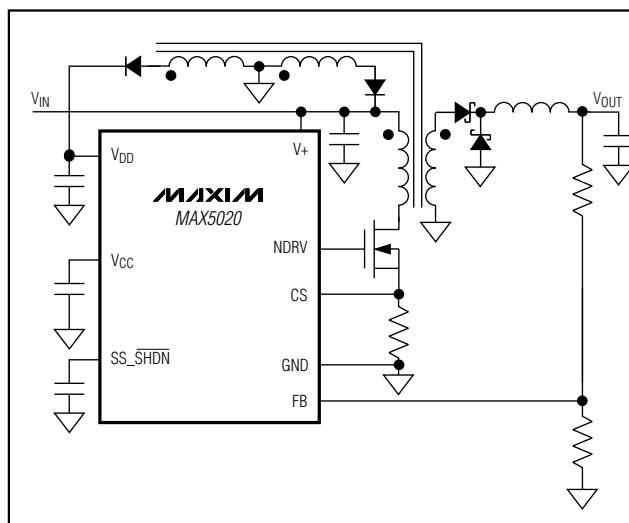 VIN
VOUT
V+
VDD
MAXIM
MAX5020
NDRV
VCC
CS
SS_SHDN
GND
FB